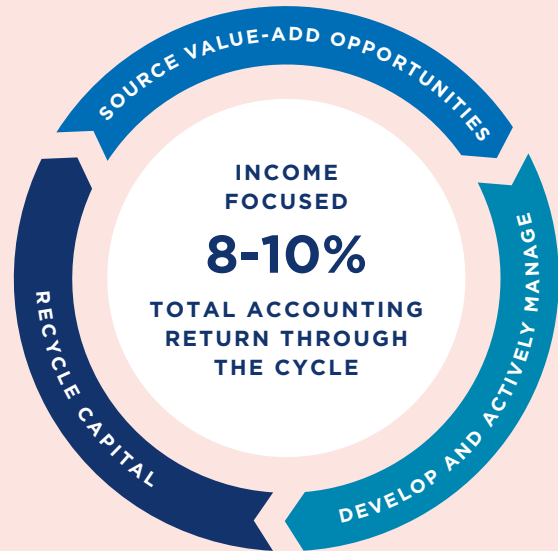 SOURCE VALUE-ADD OPPORTUNITIES
INCOME
FOCUSED
8-10%
TOTAL ACCOUNTING
RETURN THROUGH
THE CYCLE
DEVELOP AND ACTIVELY MANAGE
RECYCLE CAPITAL